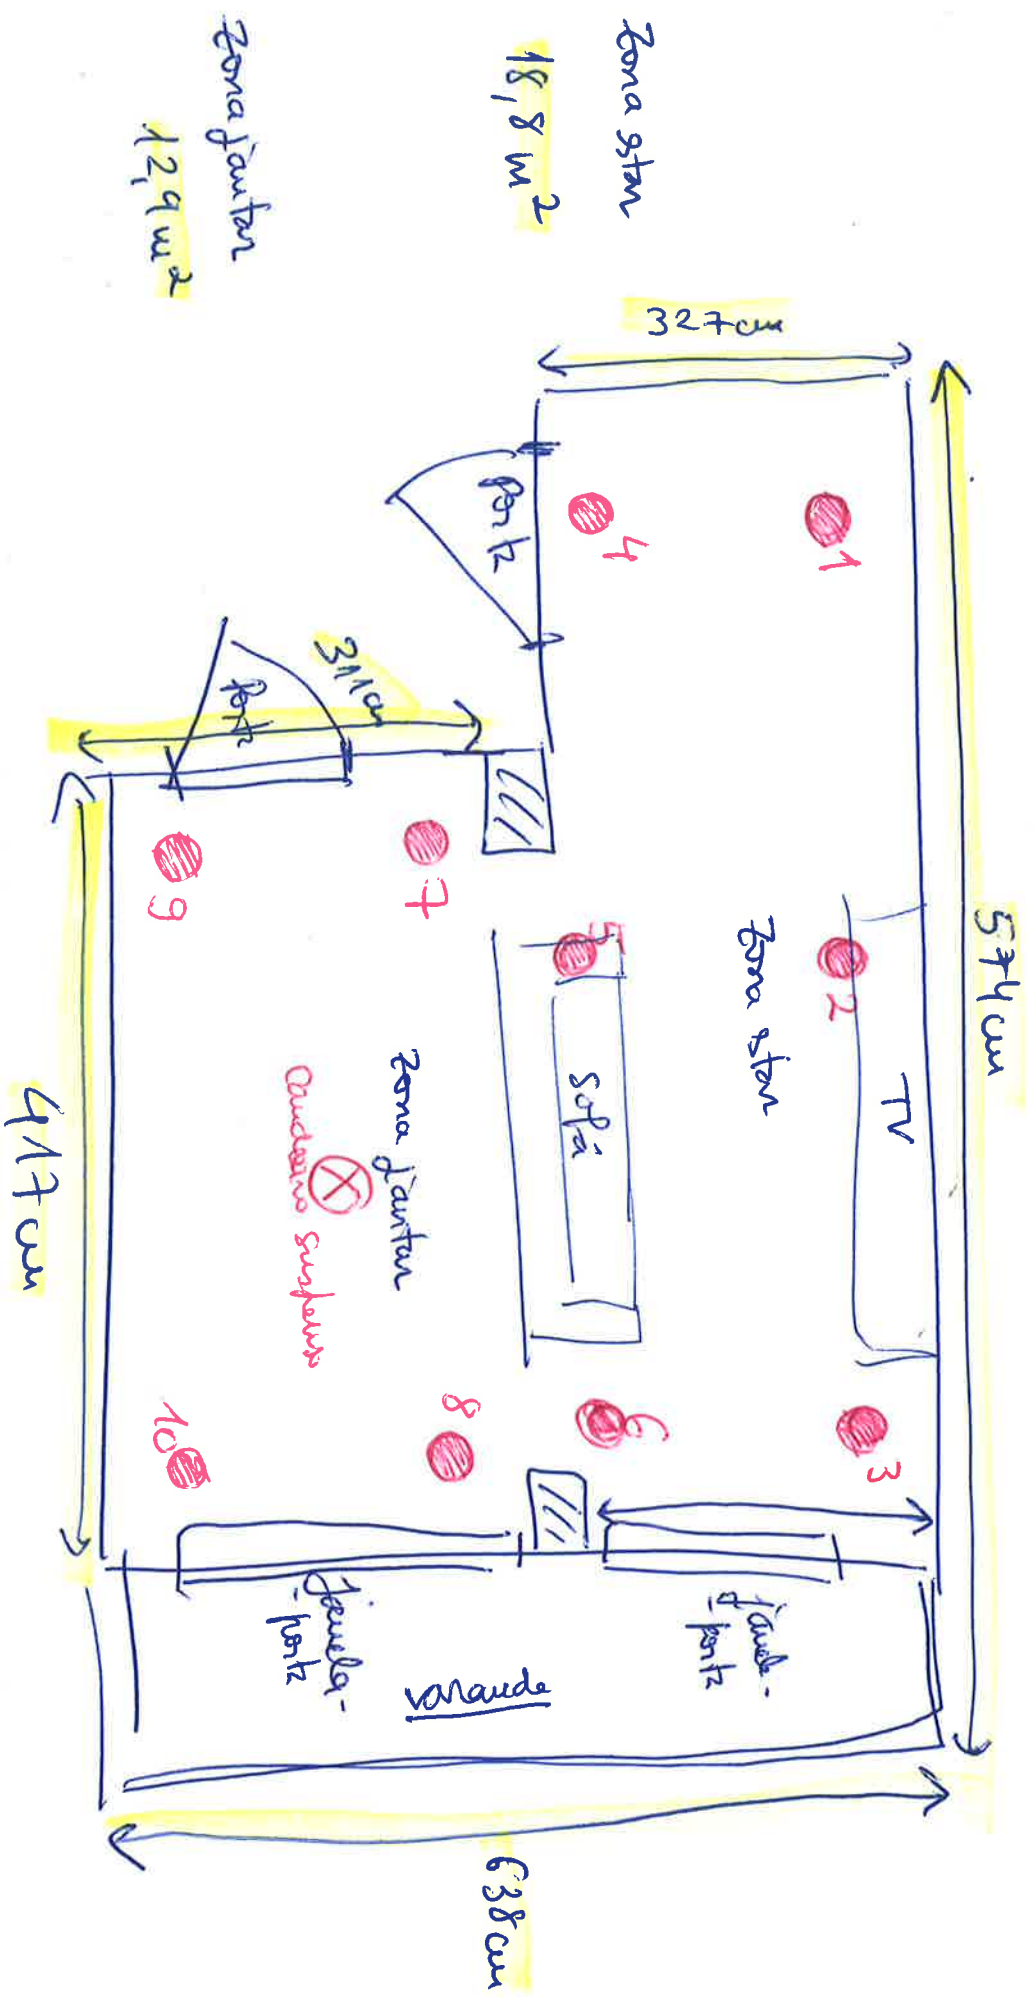 Zona estar
18,8 m²
Zona jantar
12,9 m²
327cm
574cm
1
4
Porta
311cm
Porta
9
7
5
2
TV
Zona estar
Sofá
Zona jantar
Candeeiro suspenso
417cm
10
8
6
3
Janela-
-porta
Janela-
-porta
varanda
638cm